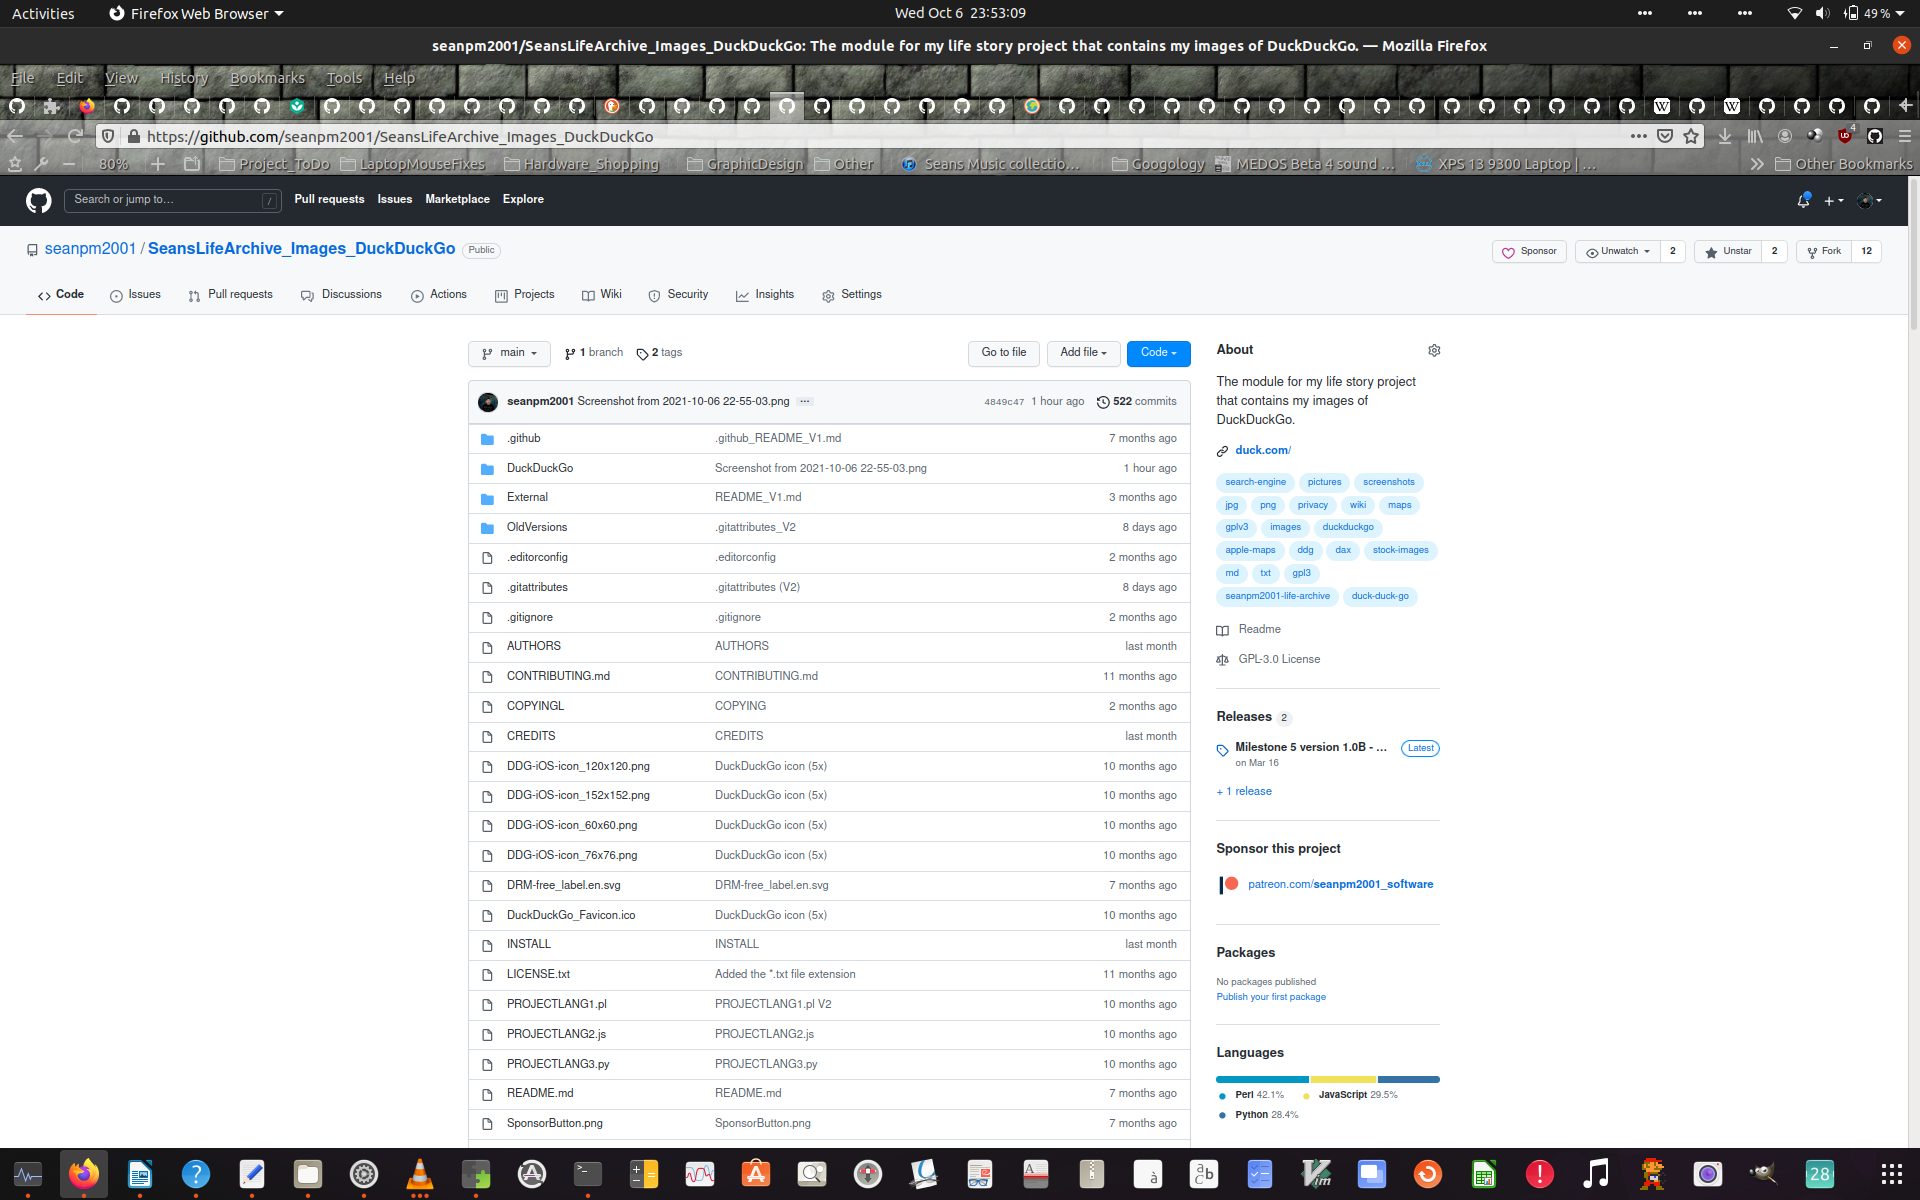 Activities Firefox Web Browser Wed Oct 6 23:53:09 49 %
seanpm2001/SeansLifeArchive_Images_DuckDuckGo: The module for my life story project that contains my images of DuckDuckGo. — Mozilla Firefox
File Edit View History Bookmarks Tools Help
https://github.com/seanpm2001/SeansLifeArchive_Images_DuckDuckGo 4
80% Project_ToDo LaptopMouseFixes Hardware_Shopping GraphicDesign Other Seans Music collectio... Googology MEDOS Beta 4 sound ... XPS 13 9300 Laptop | ... Other Bookmarks
Search or jump to... / Pull requests Issues Marketplace Explore
seanpm2001 / SeansLifeArchive_Images_DuckDuckGo Public Sponsor Unwatch 2 Unstar 2 Fork 12
Code Issues Pull requests Discussions Actions Projects Wiki Security Insights Settings
main 1 branch 2 tags Go to file Add file Code
seanpm2001 Screenshot from 2021-10-06 22-55-03.png ... 4849c47 1 hour ago 522 commits
.github .github_README_V1.md 7 months ago
DuckDuckGo Screenshot from 2021-10-06 22-55-03.png 1 hour ago
External README_V1.md 3 months ago
OldVersions .gitattributes_V2 8 days ago
.editorconfig .editorconfig 2 months ago
.gitattributes .gitattributes (V2) 8 days ago
.gitignore .gitignore 2 months ago
AUTHORS AUTHORS last month
CONTRIBUTING.md CONTRIBUTING.md 11 months ago
COPYINGL COPYING 2 months ago
CREDITS CREDITS last month
DDG-iOS-icon_120x120.png DuckDuckGo icon (5x) 10 months ago
DDG-iOS-icon_152x152.png DuckDuckGo icon (5x) 10 months ago
DDG-iOS-icon_60x60.png DuckDuckGo icon (5x) 10 months ago
DDG-iOS-icon_76x76.png DuckDuckGo icon (5x) 10 months ago
DRM-free_label.en.svg DRM-free_label.en.svg 7 months ago
DuckDuckGo_Favicon.ico DuckDuckGo icon (5x) 10 months ago
INSTALL INSTALL last month
LICENSE.txt Added the *.txt file extension 11 months ago
PROJECTLANG1.pl PROJECTLANG1.pl V2 10 months ago
PROJECTLANG2.js PROJECTLANG2.js 10 months ago
PROJECTLANG3.py PROJECTLANG3.py 10 months ago
README.md README.md 7 months ago
SponsorButton.png SponsorButton.png 7 months ago
About
The module for my life story project
that contains my images of
DuckDuckGo.
duck.com/
search-engine pictures screenshots
jpg png privacy wiki maps
gplv3 images duckduckgo
apple-maps ddg dax stock-images
md txt gpl3
seanpm2001-life-archive duck-duck-go
Readme
GPL-3.0 License
Releases 2
Milestone 5 version 1.0B - ... Latest
on Mar 16
+ 1 release
Sponsor this project
patreon.com/seanpm2001_software
Packages
No packages published
Publish your first package
Languages
Perl 42.1% JavaScript 29.5%
Python 28.4%
28